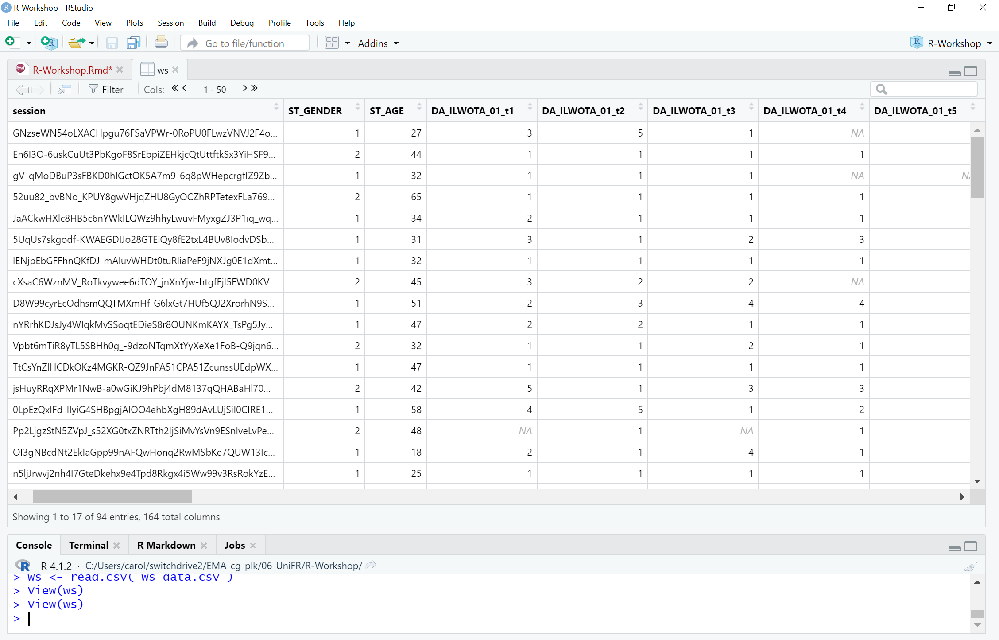 R-Workshop - RStudio
File Edit Code View Plots Session Build Debug Profile Tools Help
Go to file/function Addins R-Workshop
R-Workshop.Rmd* ws
Filter Cols: 1 - 50
session ST_GENDER ST_AGE DA_ILWOTA_01_t1 DA_ILWOTA_01_t2 DA_ILWOTA_01_t3 DA_ILWOTA_01_t4 DA_ILWOTA_01_t5
GNzseWN54oLXACHpgu76FSaVPWr-0RoPU0FLwzVNVJ2F4o... 1 27 3 5 1 NA
En6I3O-6uskCuUt3PbKgoF8SrEbpiZEHkjcQtUttftkSx3YiHSF9... 2 44 1 1 1 1
gV_qMoDBuP3sFBKD0hIGctOK5A7m9_6q8pWHepcrgfIZ9Zb... 1 32 1 1 1 NA
52uu82_bvBNo_KPUY8gwVHjqZHU8GyOCZhRPTetexFLa769... 2 65 1 1 1 1
JaACkwHXlc8HB5c6nYWkILQWz9hhyLwuvFMyxgZJ3P1iq_wq... 1 34 2 1 1 1
5UqUs7skgodf-KWAEGDIJo28GTEiQy8fE2txL4BUv8IodvDSb... 1 31 3 1 2 3
IENjpEbGFFhnQKfDJ_mAluvWHDt0tuRliaPeF9jNXJg0E1dXmt... 1 32 1 1 1 1
cXsaC6WznMV_RoTkvywee6dTOY_jnXnYjw-htgfEjl5FWD0KV... 2 45 3 2 2 NA
D8W99cyrEcOdhsmQQTMXmHf-G6lxGt7HUf5QJ2XrorhN9S... 1 51 2 3 4 4
nYRrhKDJsJy4WIqkMvSSoqtEDieS8r8OUNKmKAYX_TsPg5Jy... 1 47 2 2 1 1
Vpbt6mTiR8yTL5SBHh0g_-9dzoNTqmXtYyXeXe1FoB-Q9jqn6... 2 32 1 1 2 1
TtCsYnZlHCDkOKz4MGKR-QZ9JnPA51CPA51ZcunssUEdpWX... 1 47 1 1 1 1
jsHuyRRqXPMr1NwB-a0wGiKJ9hPbj4dM8137qQHABaHl70... 2 42 5 1 3 3
0LpEzQxIFd_IlyiG4SHBpgjAlOO4ehbXgH89dAvLUjSiI0CIRE1... 1 58 4 5 1 2
Pp2LjgzStN5ZVpJ_s52XG0txZNRTth2IjSiMvYsVn9ESnlveLvPe... 2 48 NA 1 NA 1
OI3gNBcdNt2EkIaGpp99nAFQwHonq2RwMSbKe7QUW13Ic... 1 18 2 1 4 1
n5ljJrwvj2nh4I7GteDkehx9e4Tpd8Rkgx4i5Ww99v3RsRokYzE... 1 25 1 1 1 1
Showing 1 to 17 of 94 entries, 164 total columns
Console Terminal R Markdown Jobs
R 4.1.2 · C:/Users/carol/switchdrive2/EMA_cg_plk/06_UniFR/R-Workshop/
> ws <- read.csv("ws_data.csv")
> View(ws)
> View(ws)
>